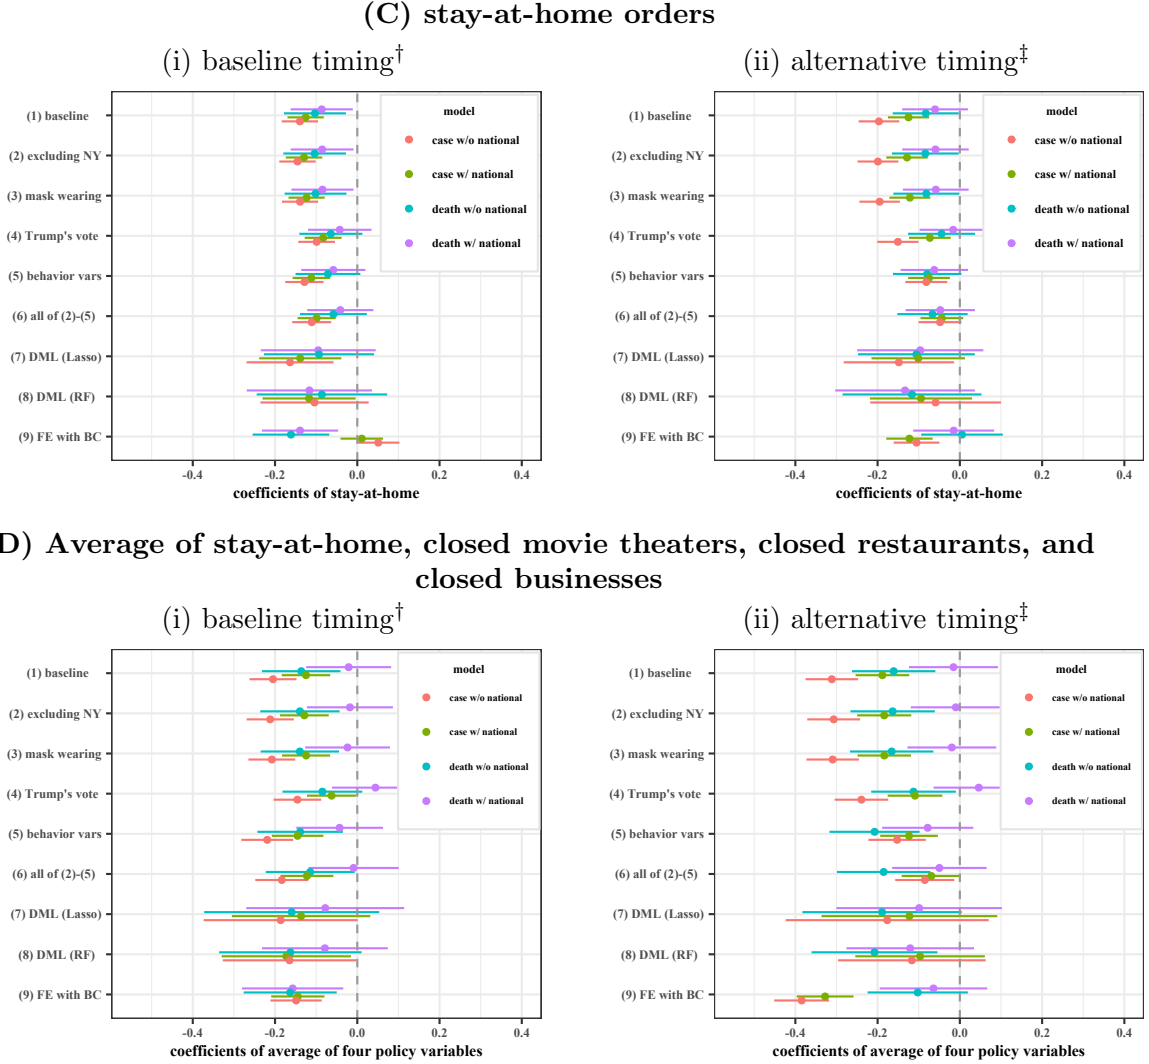 (C) stay-at-home orders
(i) baseline timing†
(ii) alternative timing‡
(1) baseline
(2) excluding NY
(3) mask wearing
(4) Trump's vote
(5) behavior vars
(6) all of (2)-(5)
(7) DML (Lasso)
(8) DML (RF)
(9) FE with BC
model
case w/o national
case w/ national
death w/o national
death w/ national
-0.4 -0.2 0.0 0.2 0.4
coefficients of stay-at-home
(1) baseline
(2) excluding NY
(3) mask wearing
(4) Trump's vote
(5) behavior vars
(6) all of (2)-(5)
(7) DML (Lasso)
(8) DML (RF)
(9) FE with BC
model
case w/o national
case w/ national
death w/o national
death w/ national
-0.4 -0.2 0.0 0.2 0.4
coefficients of stay-at-home
D) Average of stay-at-home, closed movie theaters, closed restaurants, and
closed businesses
(i) baseline timing†
(ii) alternative timing‡
(1) baseline
(2) excluding NY
(3) mask wearing
(4) Trump's vote
(5) behavior vars
(6) all of (2)-(5)
(7) DML (Lasso)
(8) DML (RF)
(9) FE with BC
model
case w/o national
case w/ national
death w/o national
death w/ national
-0.4 -0.2 0.0 0.2 0.4
coefficients of average of four policy variables
(1) baseline
(2) excluding NY
(3) mask wearing
(4) Trump's vote
(5) behavior vars
(6) all of (2)-(5)
(7) DML (Lasso)
(8) DML (RF)
(9) FE with BC
model
case w/o national
case w/ national
death w/o national
death w/ national
-0.4 -0.2 0.0 0.2 0.4
coefficients of average of four policy variables